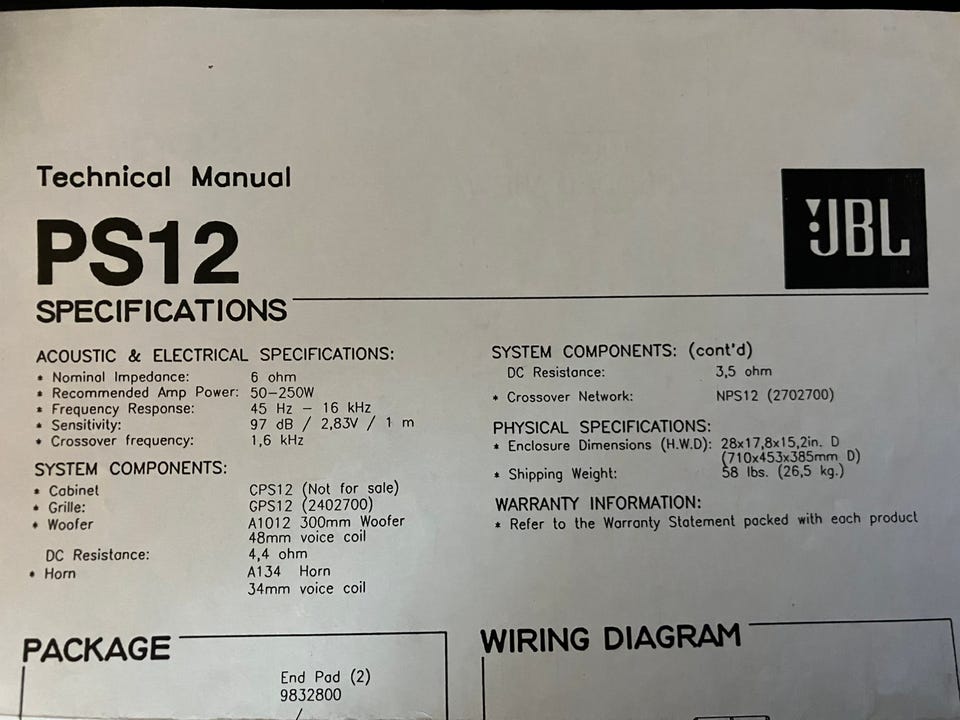 Technical Manual
JBL
PS12
SPECIFICATIONS
ACOUSTIC & ELECTRICAL SPECIFICATIONS:
* Nominal Impedance: 6 ohm
* Recommended Amp Power: 50-250W
* Frequency Response: 45 Hz - 16 kHz
* Sensitivity: 97 dB / 2,83V / 1 m
* Crossover frequency: 1,6 kHz
SYSTEM COMPONENTS:
* Cabinet CPS12 (Not for sale)
* Grille: GPS12 (2402700)
* Woofer A1012 300mm Woofer
48mm voice coil
DC Resistance: 4,4 ohm
* Horn A134 Horn
34mm voice coil
SYSTEM COMPONENTS: (cont'd)
DC Resistance: 3,5 ohm
* Crossover Network: NPS12 (2702700)
PHYSICAL SPECIFICATIONS:
* Enclosure Dimensions (H.W.D): 28x17,8x15,2in. D
(710x453x385mm D)
* Shipping Weight: 58 lbs. (26,5 kg.)
WARRANTY INFORMATION:
* Refer to the Warranty Statement packed with each product
PACKAGE
End Pad (2)
9832800
WIRING DIAGRAM